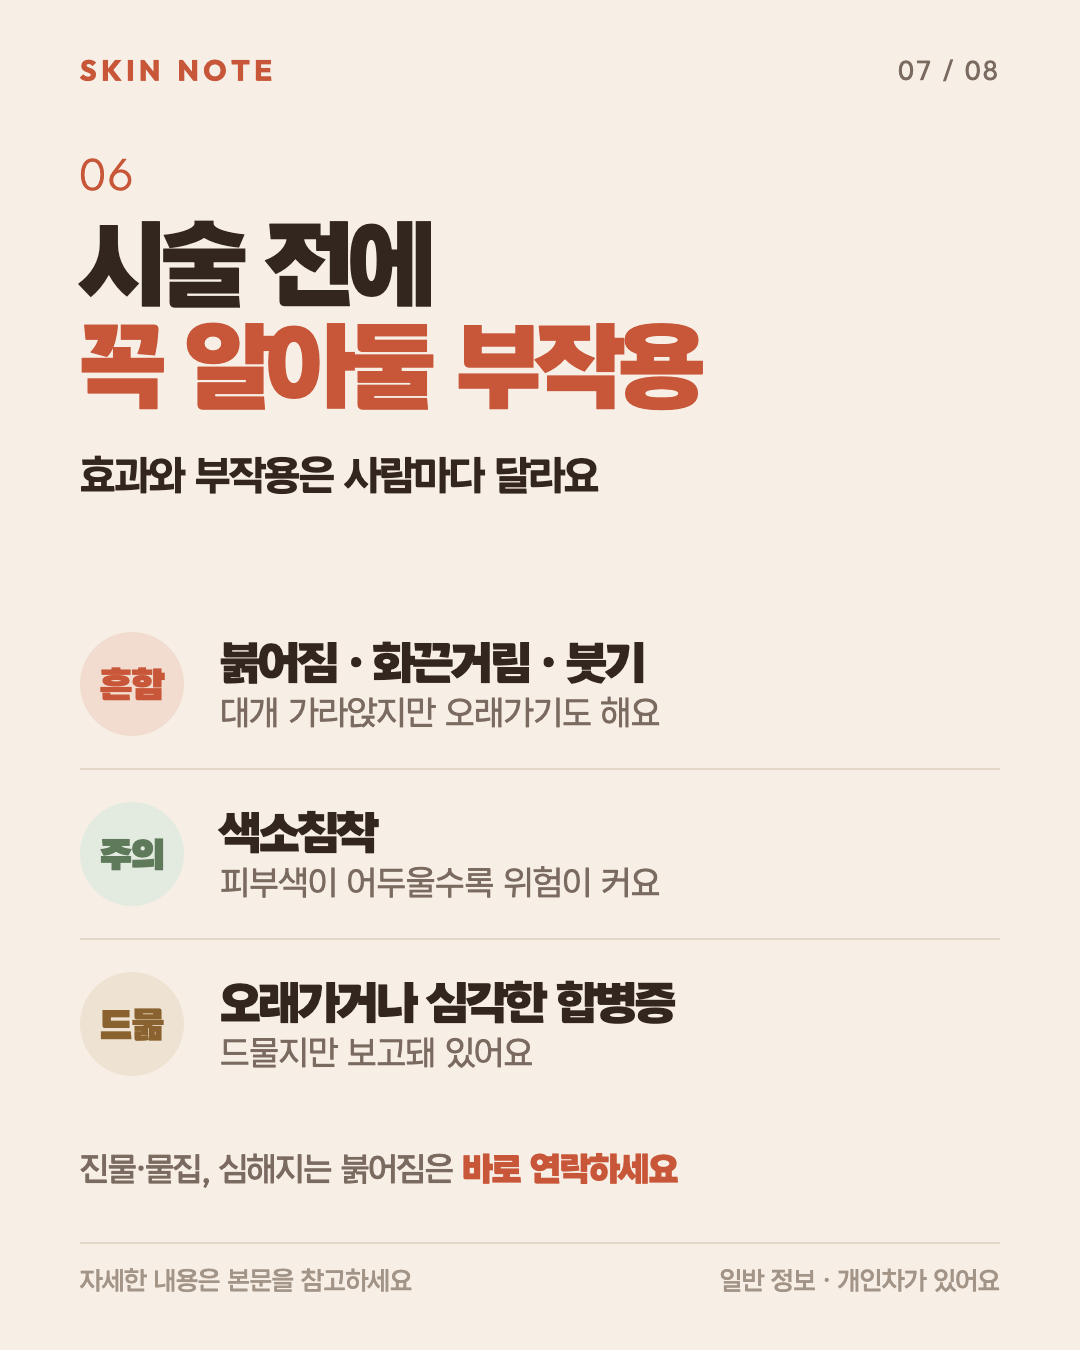 SKIN NOTE
07 / 08
06
시술 전에
꼭 알아둘 부작용
효과와 부작용은 사람마다 달라요
흔함
붉어짐 · 화끈거림 · 붓기
대개 가라앉지만 오래가기도 해요
주의
색소침착
피부색이 어두울수록 위험이 커요
드묾
오래가거나 심각한 합병증
드물지만 보고돼 있어요
진물·물집, 심해지는 붉어짐은 바로 연락하세요
자세한 내용은 본문을 참고하세요
일반 정보 · 개인차가 있어요